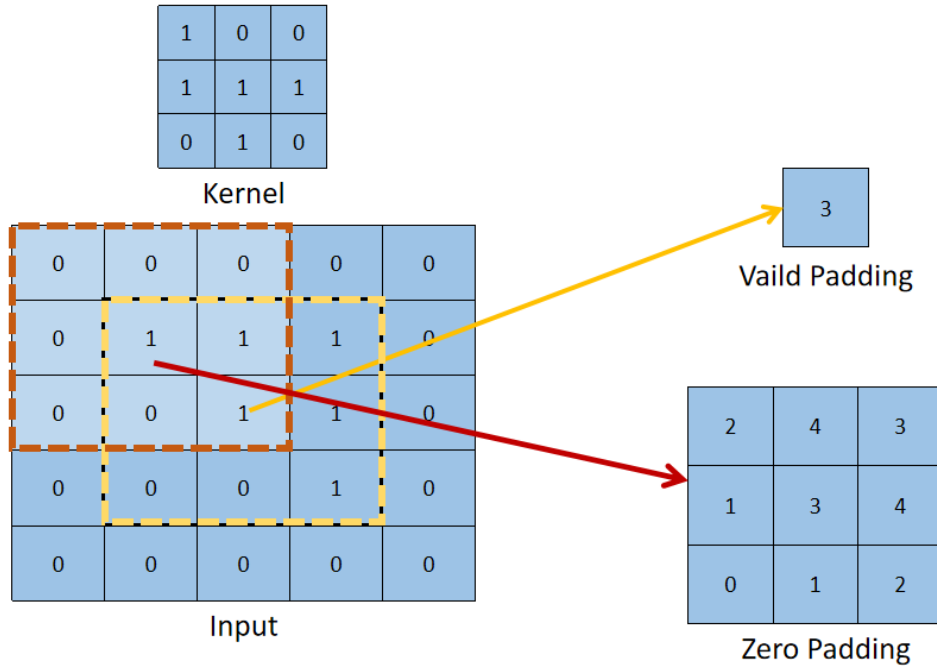 1 0 0
1 1 1
0 1 0
Kernel
0 0 0 0 0
0 1 1 1 0
0 0 1 1 0
0 0 0 1 0
0 0 0 0 0
Input
3
Vaild Padding
2 4 3
1 3 4
0 1 2
Zero Padding